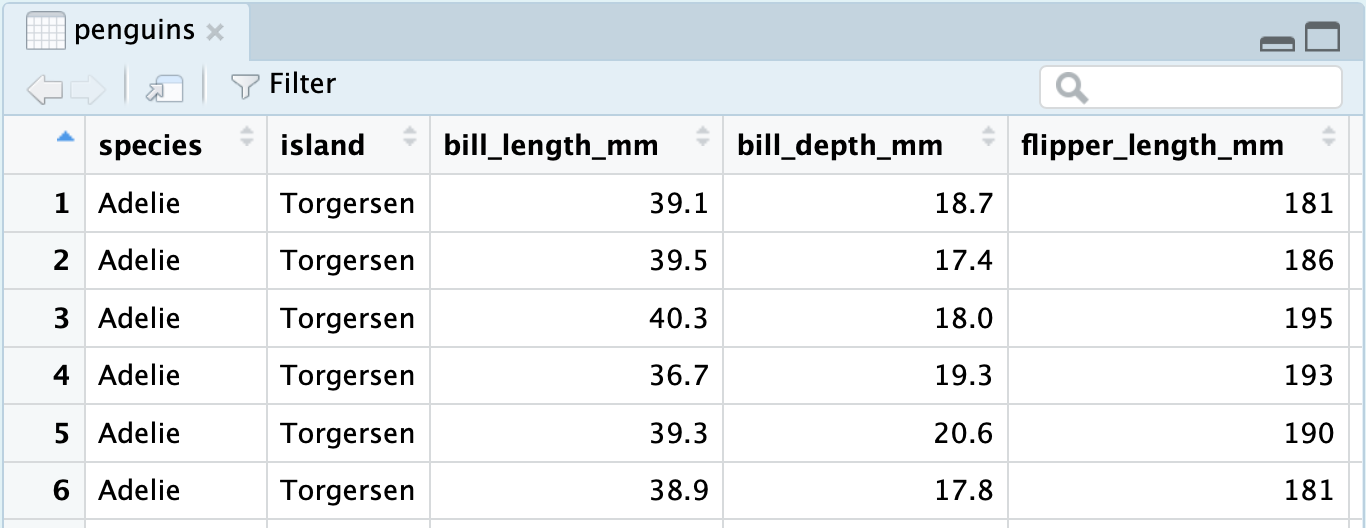 penguins
Filter
species island bill_length_mm bill_depth_mm flipper_length_mm
1 Adelie Torgersen 39.1 18.7 181
2 Adelie Torgersen 39.5 17.4 186
3 Adelie Torgersen 40.3 18.0 195
4 Adelie Torgersen 36.7 19.3 193
5 Adelie Torgersen 39.3 20.6 190
6 Adelie Torgersen 38.9 17.8 181